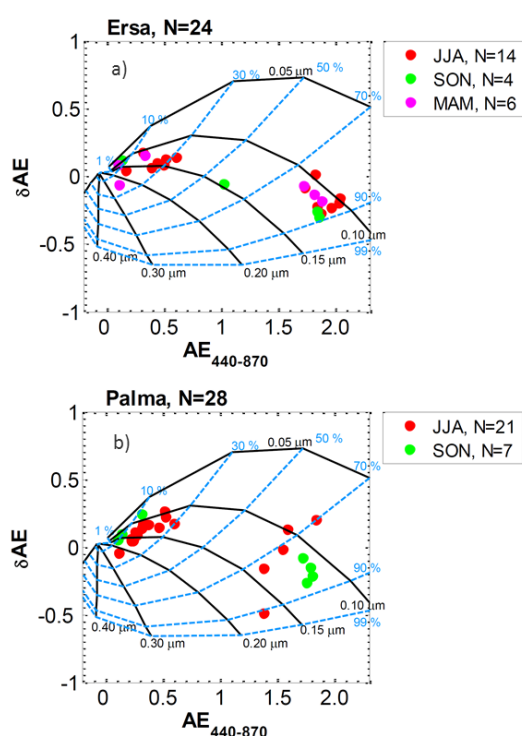 Ersa, N=24
a)
JJA, N=14
SON, N=4
MAM, N=6
1
0.5
0
-0.5
-1
δAE
0 0.5 1 1.5 2.0
AE440-870
1 %
10 %
30 %
0.05 µm
50 %
70 %
90 %
99 %
0.10 µm
0.15 µm
0.20 µm
0.30 µm
0.40 µm
Palma, N=28
b)
JJA, N=21
SON, N=7
1
0.5
0
-0.5
-1
δAE
0 0.5 1 1.5 2.0
AE440-870
1 %
10 %
30 %
0.05 µm
50 %
70 %
90 %
99 %
0.10 µm
0.15 µm
0.20 µm
0.30 µm
0.40 µm